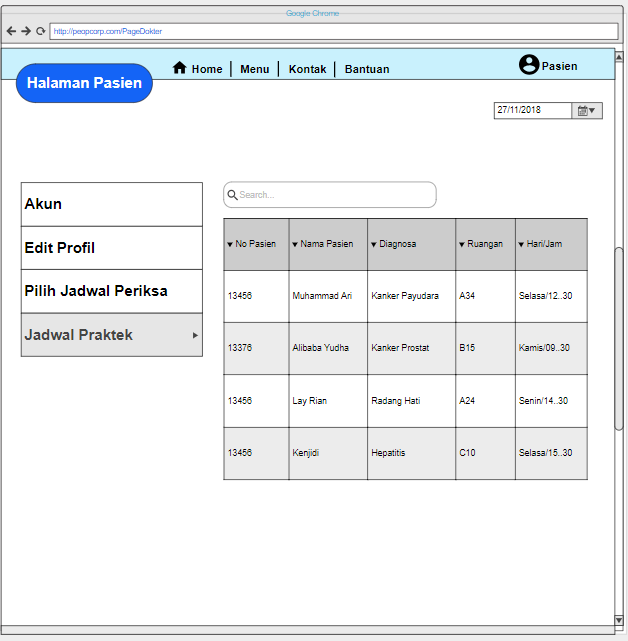 Google Chrome
http://peopcorp.com/PageDokter
Home | Menu | Kontak | Bantuan
Pasien
Halaman Pasien
27/11/2018
Search...
Akun
Edit Profil
Pilih Jadwal Periksa
Jadwal Praktek
No Pasien Nama Pasien Diagnosa Ruangan Hari/Jam
13456 Muhammad Ari Kanker Payudara A34 Selasa/12..30
13376 Alibaba Yudha Kanker Prostat B15 Kamis/09..30
13456 Lay Rian Radang Hati A24 Senin/14..30
13456 Kenjidi Hepatitis C10 Selasa/15..30